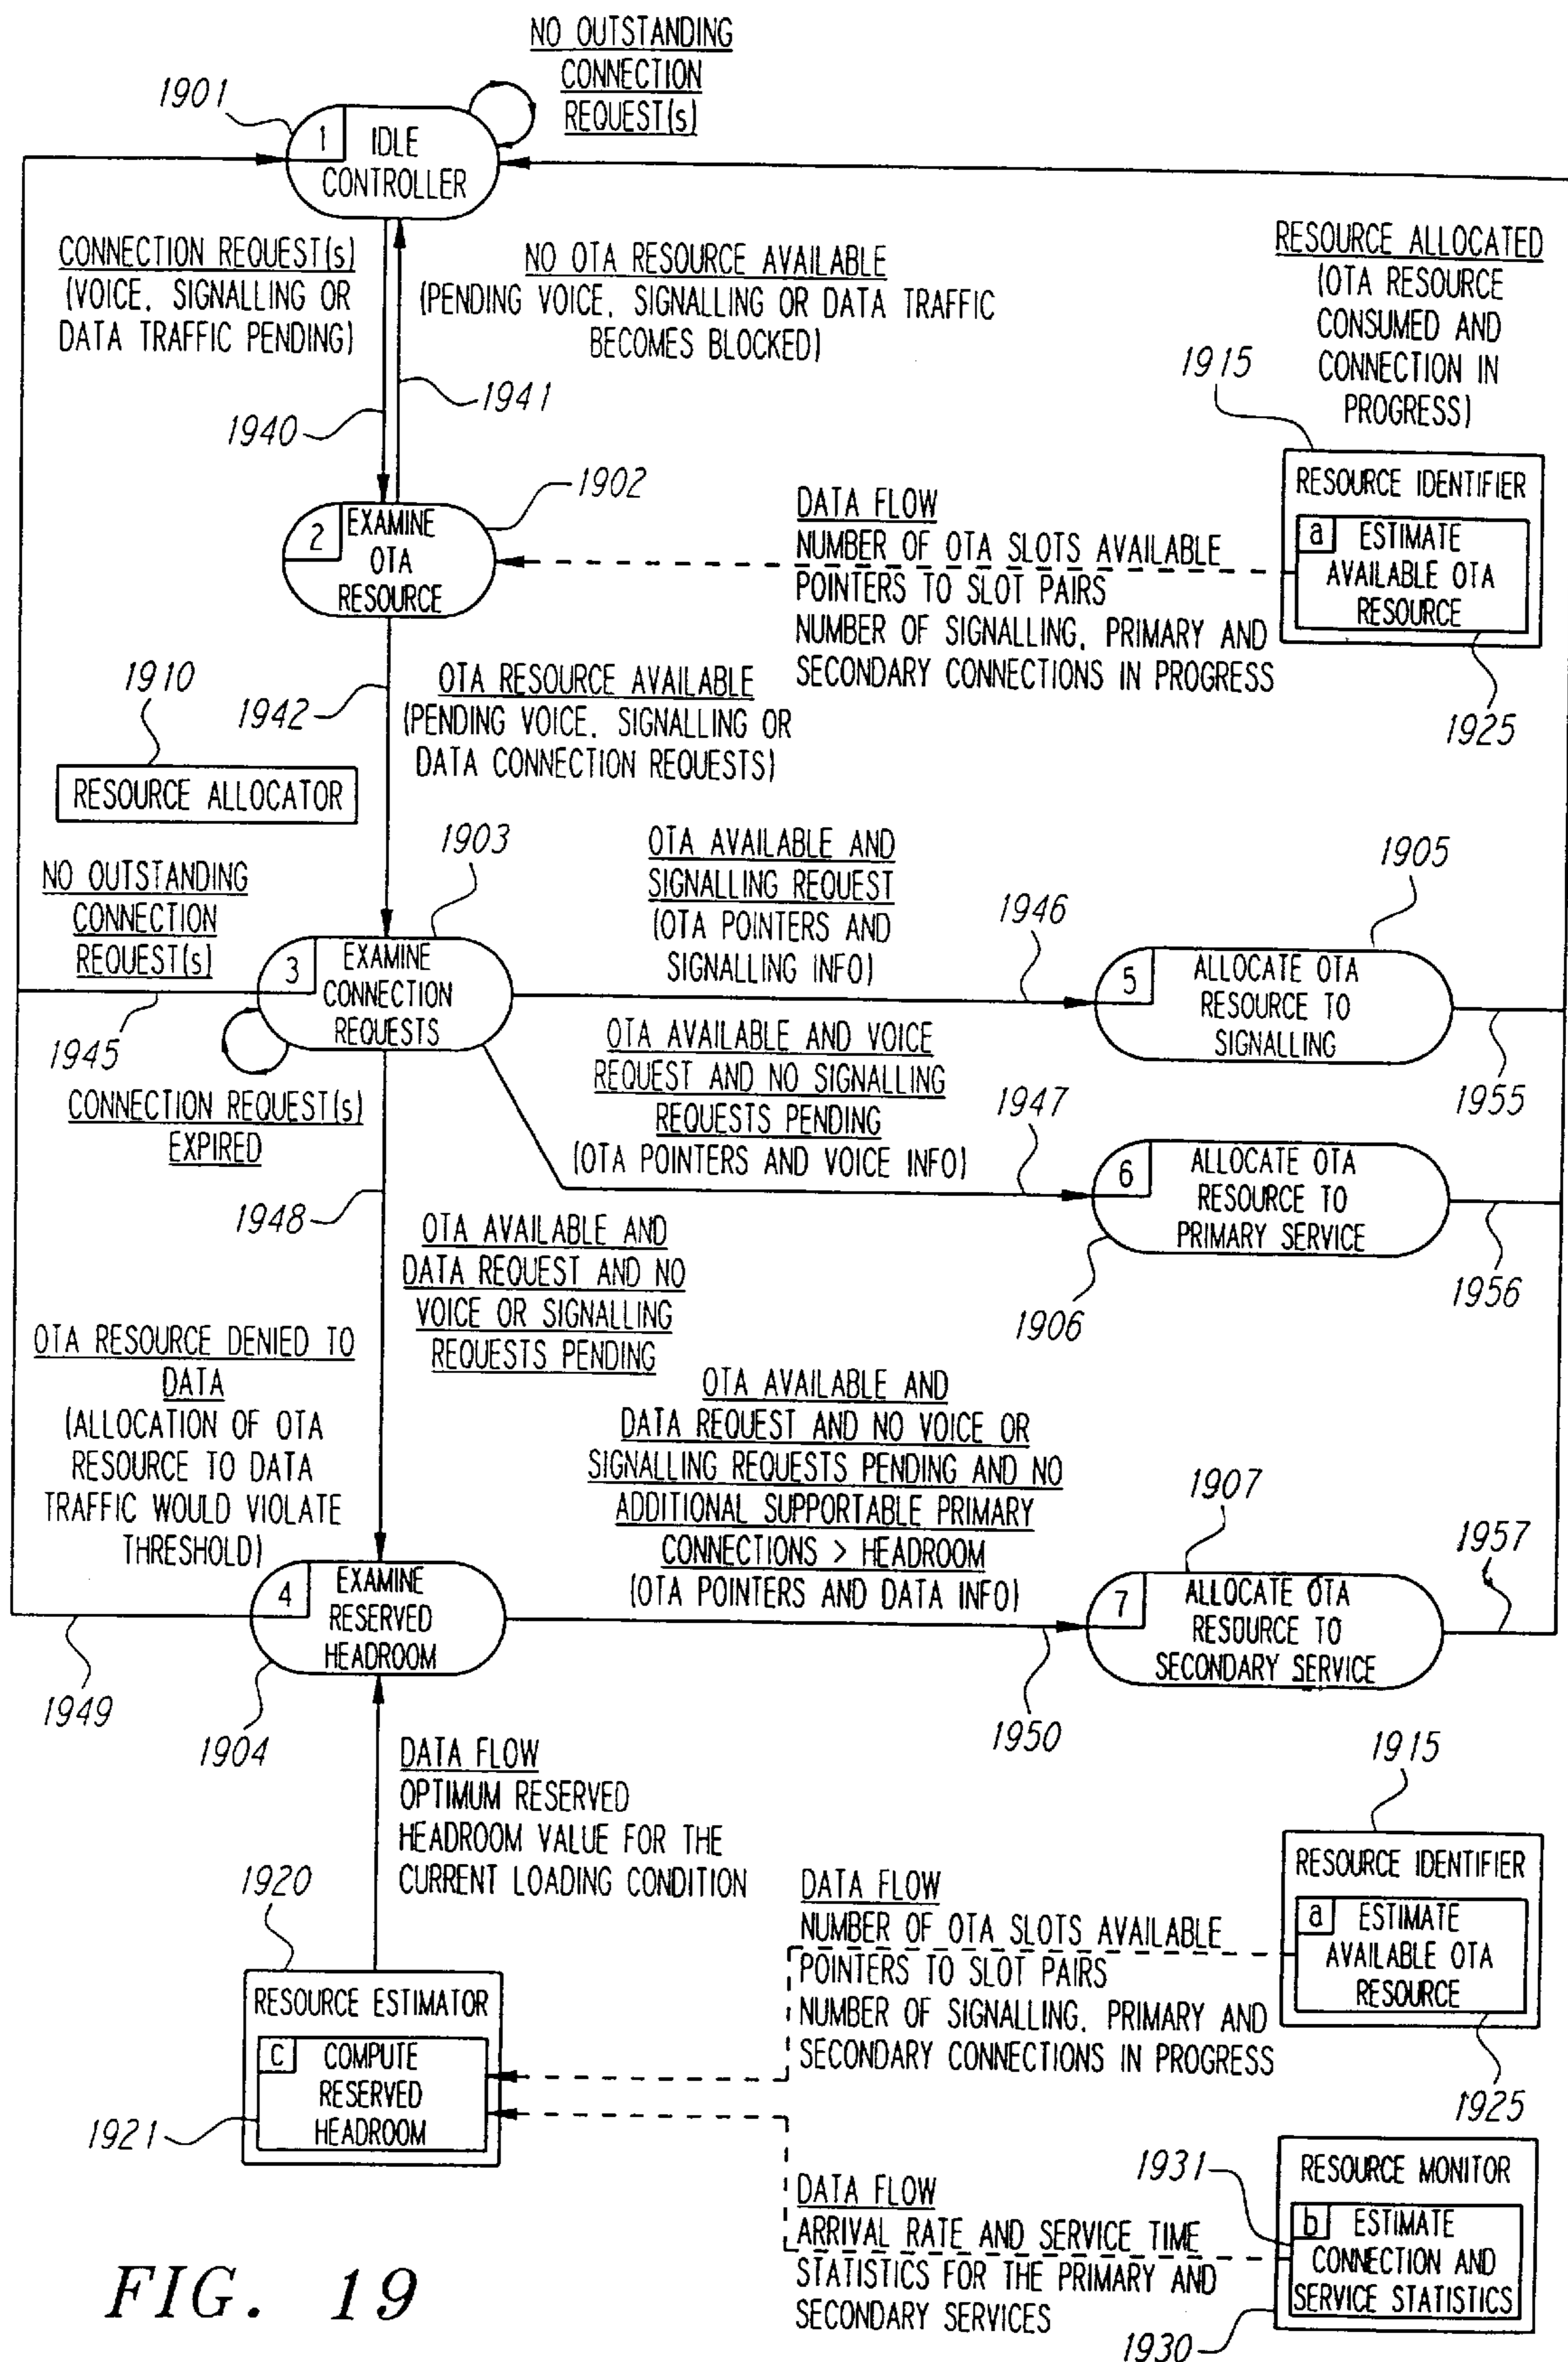 NO OUTSTANDING
CONNECTION
REQUEST(s)
1901
1 IDLE
CONTROLLER
CONNECTION REQUEST(s)
(VOICE, SIGNALLING OR
DATA TRAFFIC PENDING)
NO OTA RESOURCE AVAILABLE
(PENDING VOICE, SIGNALLING OR DATA TRAFFIC
BECOMES BLOCKED)
1940
1941
RESOURCE ALLOCATED
(OTA RESOURCE
CONSUMED AND
CONNECTION IN
PROGRESS)
1915
RESOURCE IDENTIFIER
a ESTIMATE
AVAILABLE OTA
RESOURCE
1925
1902
2 EXAMINE
OTA
RESOURCE
DATA FLOW
NUMBER OF OTA SLOTS AVAILABLE
POINTERS TO SLOT PAIRS
NUMBER OF SIGNALLING, PRIMARY AND
SECONDARY CONNECTIONS IN PROGRESS
1942
OTA RESOURCE AVAILABLE
(PENDING VOICE, SIGNALLING OR
DATA CONNECTION REQUESTS)
1910
RESOURCE ALLOCATOR
NO OUTSTANDING
CONNECTION
REQUEST(s)
1945
1903
3 EXAMINE
CONNECTION
REQUESTS
CONNECTION REQUEST(s)
EXPIRED
OTA AVAILABLE AND
SIGNALLING REQUEST
(OTA POINTERS AND
SIGNALLING INFO)
1946
1905
5 ALLOCATE OTA
RESOURCE TO
SIGNALLING
1955
OTA AVAILABLE AND VOICE
REQUEST AND NO SIGNALLING
REQUESTS PENDING
(OTA POINTERS AND VOICE INFO)
1947
6 ALLOCATE OTA
RESOURCE TO
PRIMARY SERVICE
1906
1956
1948
OTA AVAILABLE AND
DATA REQUEST AND NO
VOICE OR SIGNALLING
REQUESTS PENDING
OTA RESOURCE DENIED TO
DATA
(ALLOCATION OF OTA
RESOURCE TO DATA
TRAFFIC WOULD VIOLATE
THRESHOLD)
1949
4 EXAMINE
RESERVED
HEADROOM
1904
OTA AVAILABLE AND
DATA REQUEST AND NO VOICE OR
SIGNALLING REQUESTS PENDING AND NO
ADDITIONAL SUPPORTABLE PRIMARY
CONNECTIONS > HEADROOM
(OTA POINTERS AND DATA INFO)
1950
1907
7 ALLOCATE OTA
RESOURCE TO
SECONDARY SERVICE
1957
DATA FLOW
OPTIMUM RESERVED
HEADROOM VALUE FOR THE
CURRENT LOADING CONDITION
1920
RESOURCE ESTIMATOR
c COMPUTE
RESERVED
HEADROOM
1921
DATA FLOW
NUMBER OF OTA SLOTS AVAILABLE
POINTERS TO SLOT PAIRS
NUMBER OF SIGNALLING, PRIMARY AND
SECONDARY CONNECTIONS IN PROGRESS
1915
RESOURCE IDENTIFIER
a ESTIMATE
AVAILABLE OTA
RESOURCE
1925
DATA FLOW
ARRIVAL RATE AND SERVICE TIME
STATISTICS FOR THE PRIMARY AND
SECONDARY SERVICES
1931
RESOURCE MONITOR
b ESTIMATE
CONNECTION AND
SERVICE STATISTICS
1930
FIG. 19